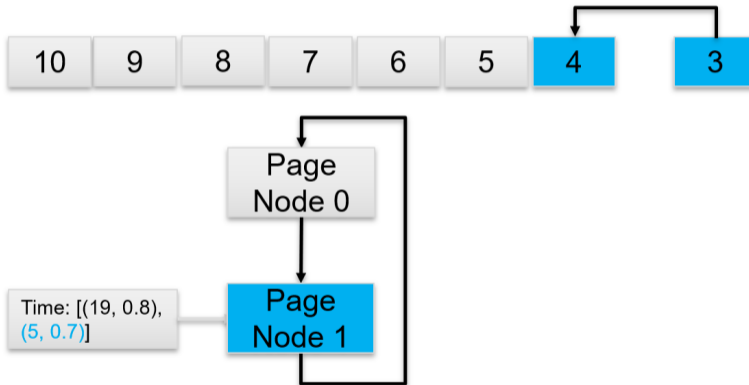 10 9 8 7 6 5 4 3
Page
Node 0
Time: [(19, 0.8),
(5, 0.7)]
Page
Node 1